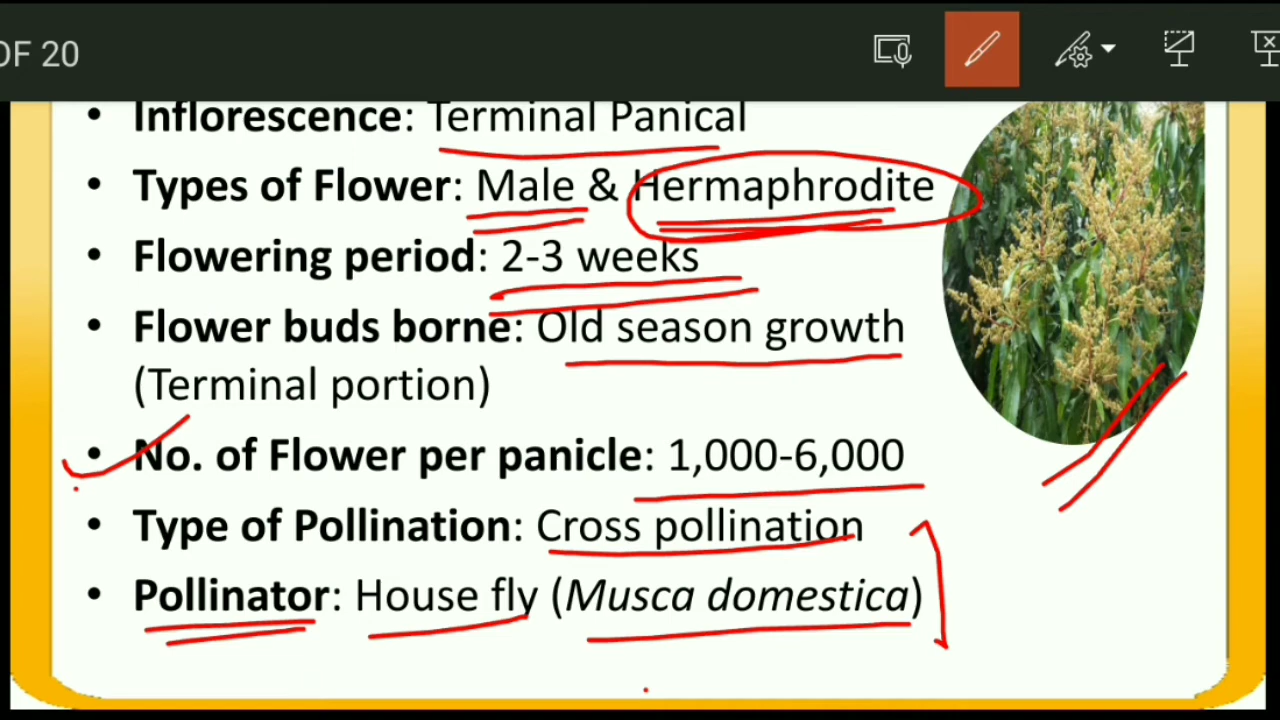 OF 20
• Inflorescence: Terminal Panical
• Types of Flower: Male & Hermaphrodite
• Flowering period: 2-3 weeks
• Flower buds borne: Old season growth
(Terminal portion)
• No. of Flower per panicle: 1,000-6,000
• Type of Pollination: Cross pollination
• Pollinator: House fly (Musca domestica)